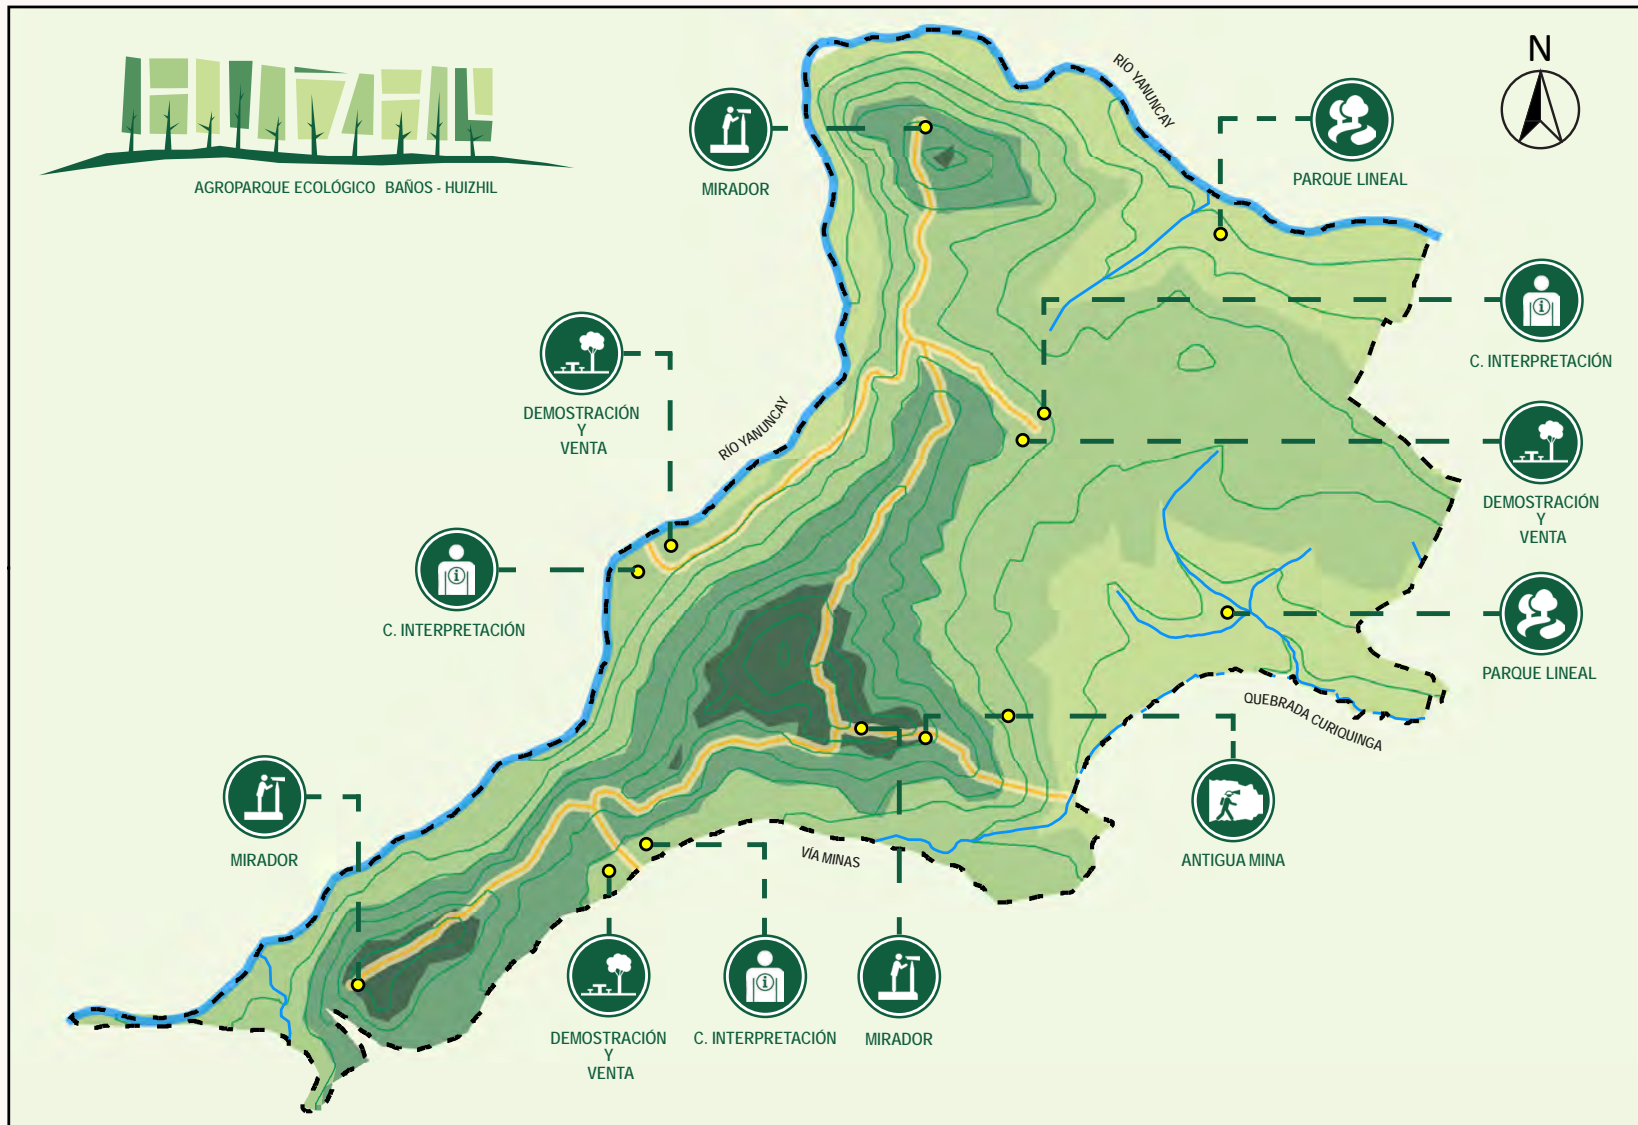 HUIZHIL
AGROPARQUE ECOLÓGICO BAÑOS - HUIZHIL
N
RÍO YANUNCAY
MIRADOR
PARQUE LINEAL
C. INTERPRETACIÓN
DEMOSTRACIÓN
Y
VENTA
RÍO YANUNCAY
DEMOSTRACIÓN
Y
VENTA
C. INTERPRETACIÓN
PARQUE LINEAL
QUEBRADA CURIQUINGA
MIRADOR
VÍA MINAS
ANTIGUA MINA
DEMOSTRACIÓN
Y
VENTA
C. INTERPRETACIÓN
MIRADOR